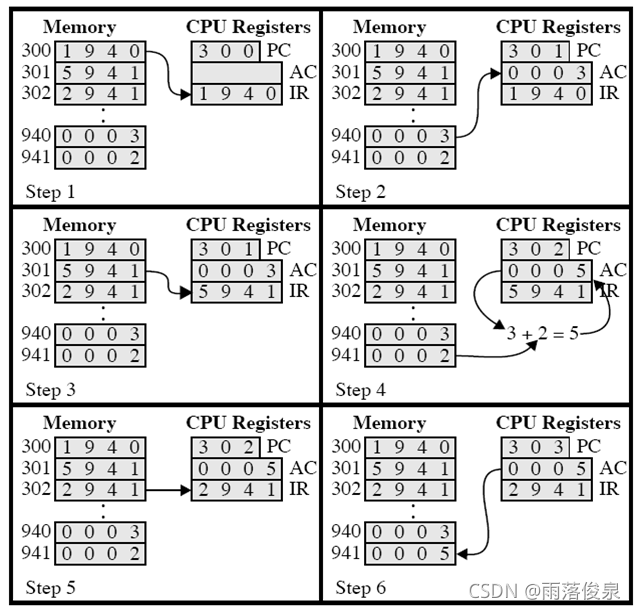 Memory CPU Registers
300 1 9 4 0 3 0 0 PC
301 5 9 4 1 AC
302 2 9 4 1 1 9 4 0 IR
940 0 0 0 3
941 0 0 0 2
Step 1
Memory CPU Registers
300 1 9 4 0 3 0 1 PC
301 5 9 4 1 0 0 0 3 AC
302 2 9 4 1 1 9 4 0 IR
940 0 0 0 3
941 0 0 0 2
Step 2
Memory CPU Registers
300 1 9 4 0 3 0 1 PC
301 5 9 4 1 0 0 0 3 AC
302 2 9 4 1 5 9 4 1 IR
940 0 0 0 3
941 0 0 0 2
Step 3
Memory CPU Registers
300 1 9 4 0 3 0 2 PC
301 5 9 4 1 0 0 0 5 AC
302 2 9 4 1 5 9 4 1 IR
940 0 0 0 3 3 + 2 = 5
941 0 0 0 2
Step 4
Memory CPU Registers
300 1 9 4 0 3 0 2 PC
301 5 9 4 1 0 0 0 5 AC
302 2 9 4 1 2 9 4 1 IR
940 0 0 0 3
941 0 0 0 2
Step 5
Memory CPU Registers
300 1 9 4 0 3 0 3 PC
301 5 9 4 1 0 0 0 5 AC
302 2 9 4 1 2 9 4 1 IR
940 0 0 0 3
941 0 0 0 5
Step 6
CSDN @雨落俊泉